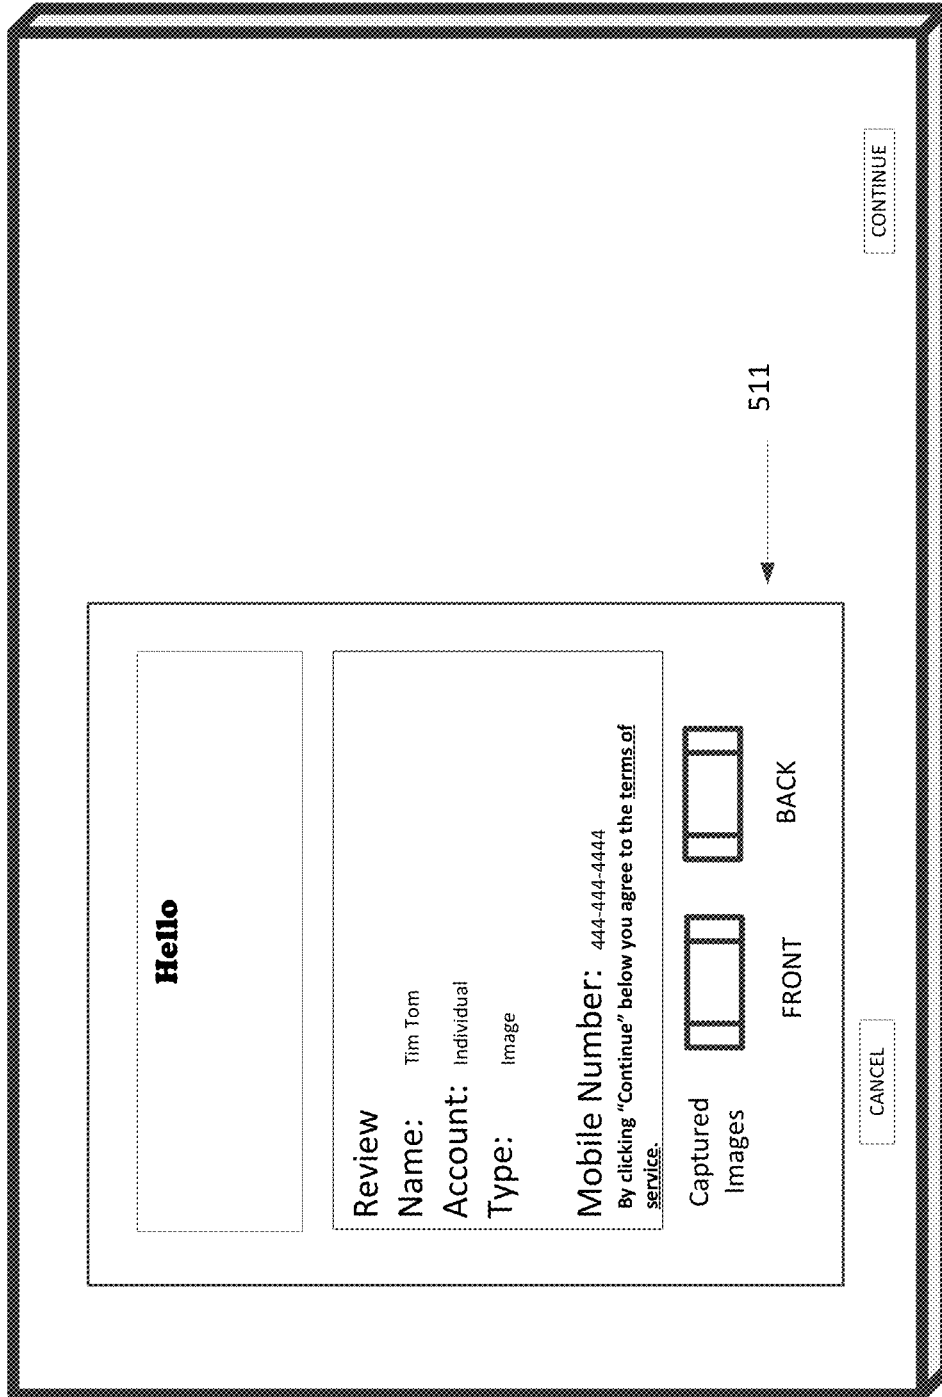 Hello
Review
Name: Tim Tom
Account: Individual
Type: Image
Mobile Number: 444-444-4444
By clicking “Continue” below you agree to the terms of
service.
Captured
Images
FRONT
BACK
511
CANCEL
CONTINUE